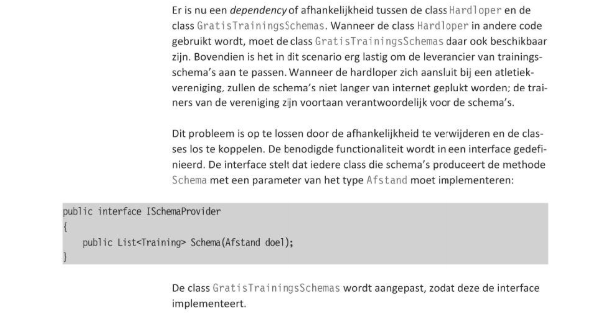 Er is nu een dependency of afhankelijkheid tussen de class Hardloper en de
class GratisTrainingsSchemas. Wanneer de class Hardloper in andere code
gebruikt wordt, moet de class GratisTrainingsSchemas daar ook beschikbaar
zijn. Bovendien is het in dit scenario erg lastig om de leverancier van trainings-
schema's aan te passen. Wanneer de hardloper zich aansluit bij een atletiek-
vereniging, zullen de schema's niet langer van internet geplukt worden; de trai-
ners van de vereniging zijn voortaan verantwoordelijk voor de schema's.
Dit probleem is op te lossen door de afhankelijkheid te verwijderen en de clas-
ses los te koppelen. De benodigde functionaliteit wordt in een interface gedefi-
nieerd. De interface stelt dat iedere class die schema's produceert de methode
Schema met een parameter van het type Afstand moet implementeren:
public interface ISchemaProvider
{
public List<Training> Schema(Afstand doel);
}
De class GratisTrainingsSchemas wordt aangepast, zodat deze de interface
implementeert.